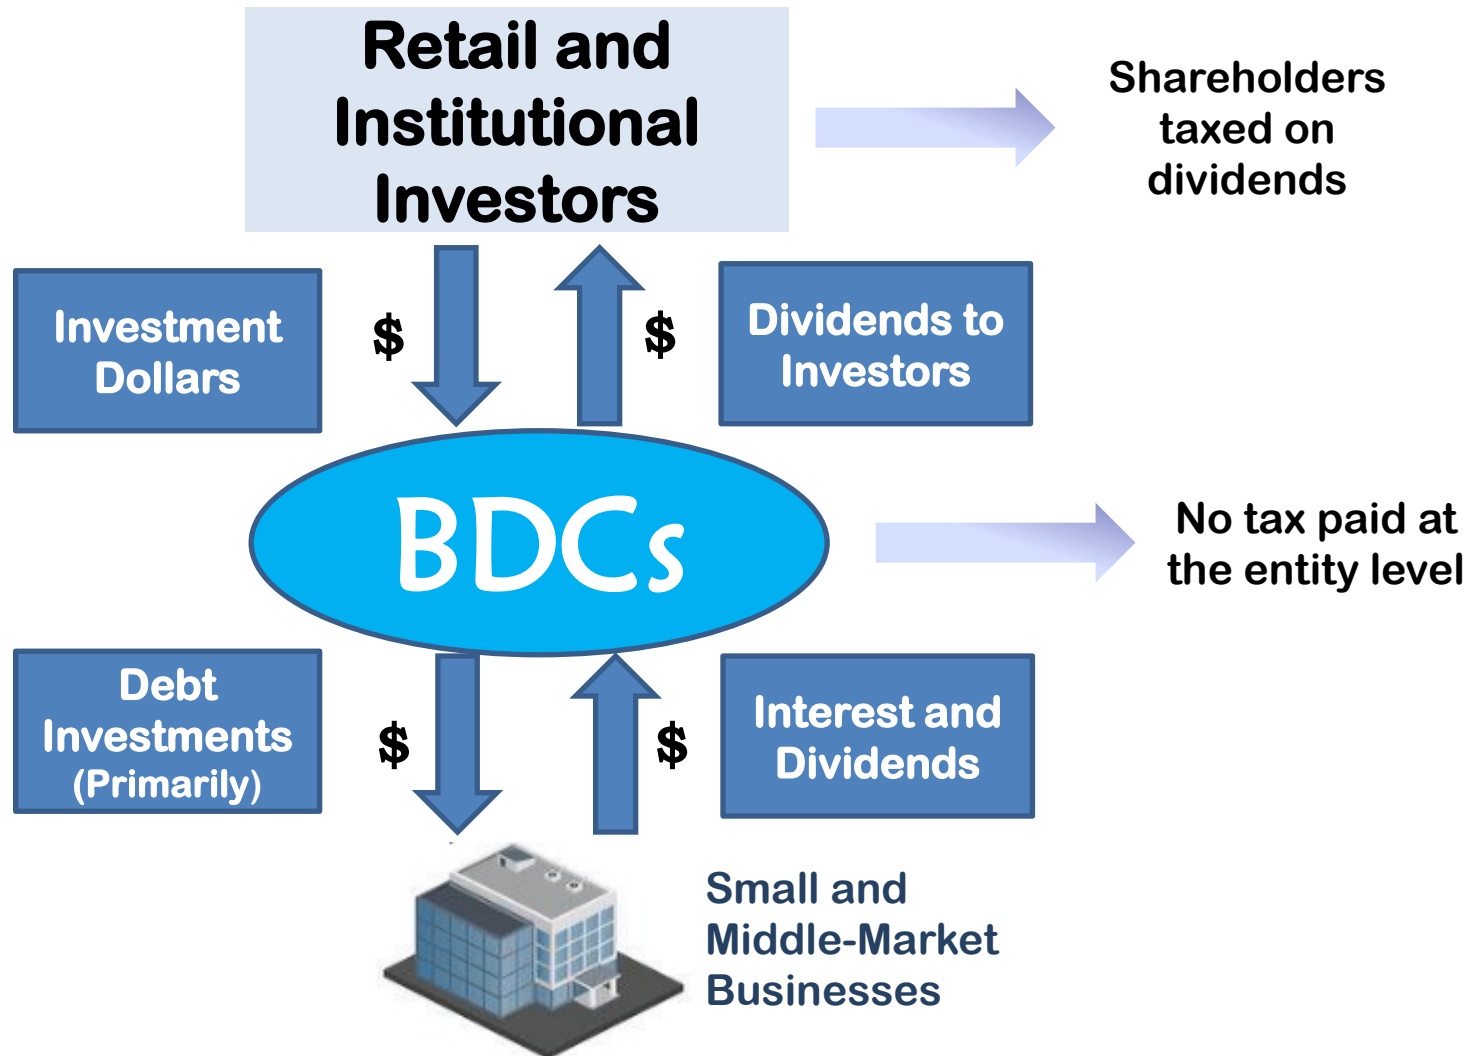 Retail and
Institutional
Investors
Shareholders
taxed on
dividends
Investment
Dollars
$
$
Dividends to
Investors
BDCs
No tax paid at
the entity level
Debt
Investments
(Primarily)
$
$
Interest and
Dividends
Small and
Middle-Market
Businesses